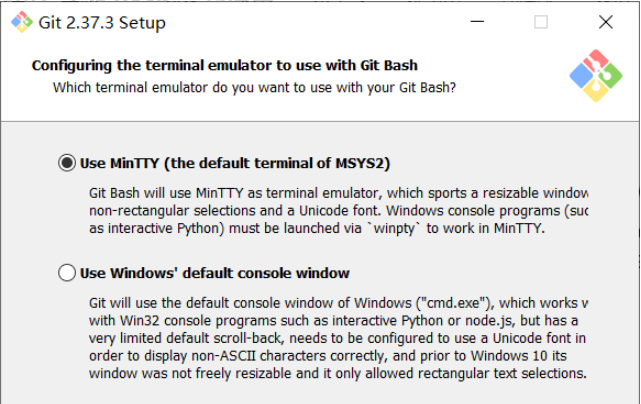 Git 2.37.3 Setup
Configuring the terminal emulator to use with Git Bash
Which terminal emulator do you want to use with your Git Bash?
Use MinTTY (the default terminal of MSYS2)
Git Bash will use MinTTY as terminal emulator, which sports a resizable window
non-rectangular selections and a Unicode font. Windows console programs (suc
as interactive Python) must be launched via `winpty` to work in MinTTY.
Use Windows' default console window
Git will use the default console window of Windows ("cmd.exe"), which works w
with Win32 console programs such as interactive Python or node.js, but has a
very limited default scroll-back, needs to be configured to use a Unicode font in
order to display non-ASCII characters correctly, and prior to Windows 10 its
window was not freely resizable and it only allowed rectangular text selections.